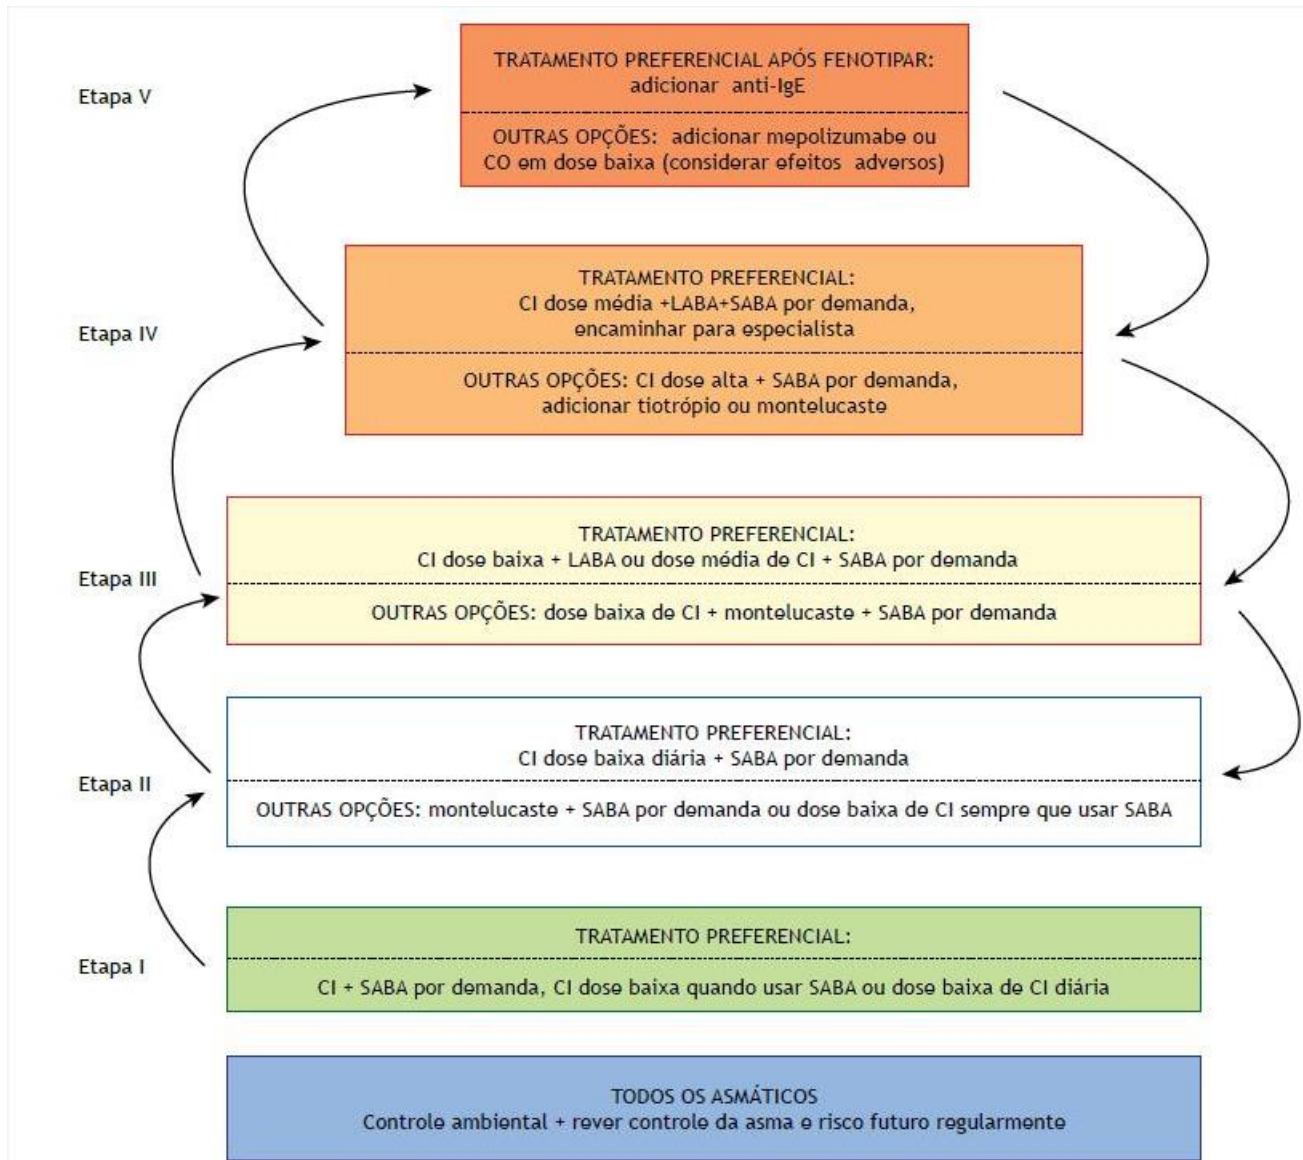 Etapa V
TRATAMENTO PREFERENCIAL APÓS FENOTIPAR:
adicionar anti-IgE
OUTRAS OPÇÕES: adicionar mepolizumabe ou
CO em dose baixa (considerar efeitos adversos)
Etapa IV
TRATAMENTO PREFERENCIAL:
CI dose média +LABA+SABA por demanda,
encaminhar para especialista
OUTRAS OPÇÕES: CI dose alta + SABA por demanda,
adicionar tiotrópio ou montelucaste
Etapa III
TRATAMENTO PREFERENCIAL:
CI dose baixa + LABA ou dose média de CI + SABA por demanda
OUTRAS OPÇÕES: dose baixa de CI + montelucaste + SABA por demanda
Etapa II
TRATAMENTO PREFERENCIAL:
CI dose baixa diária + SABA por demanda
OUTRAS OPÇÕES: montelucaste + SABA por demanda ou dose baixa de CI sempre que usar SABA
Etapa I
TRATAMENTO PREFERENCIAL:
CI + SABA por demanda, CI dose baixa quando usar SABA ou dose baixa de CI diária
TODOS OS ASMÁTICOS
Controle ambiental + rever controle da asma e risco futuro regularmente